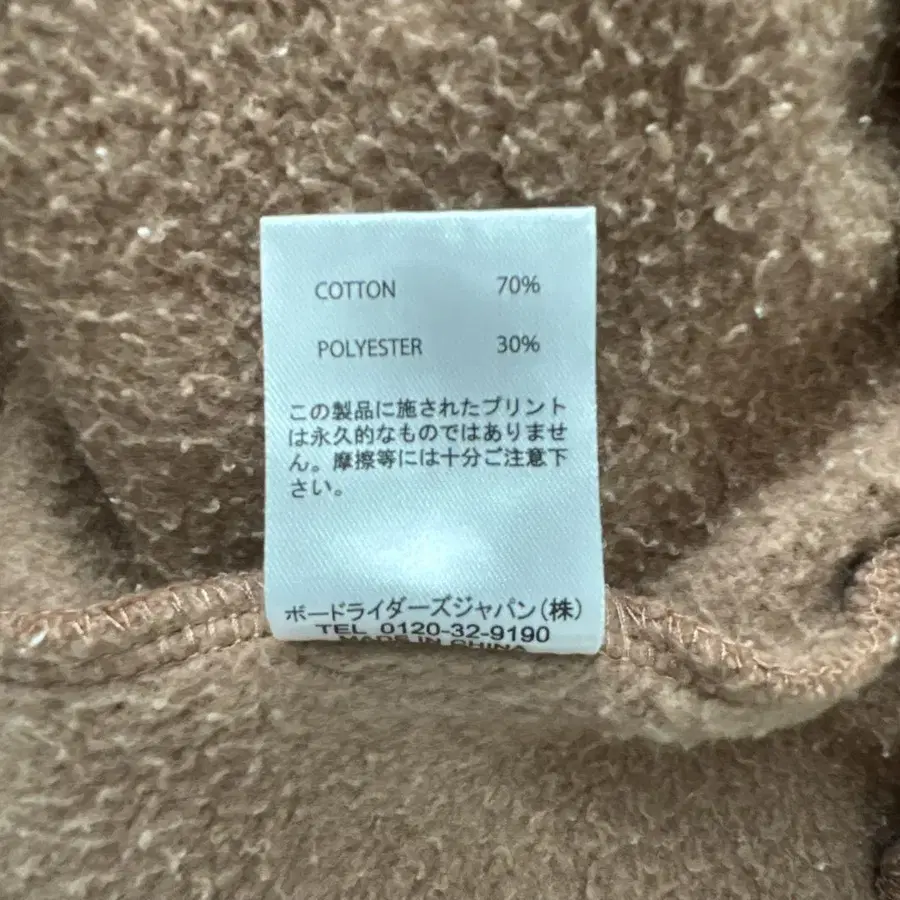 COTTON 70%
POLYESTER 30%
この製品に施されたプリント
は永久的なものではありませ
ん。摩擦等には十分ご注意下
さい。
ボードライダーズジャパン(株)
TEL 0120-32-9190
MADE IN CHINA